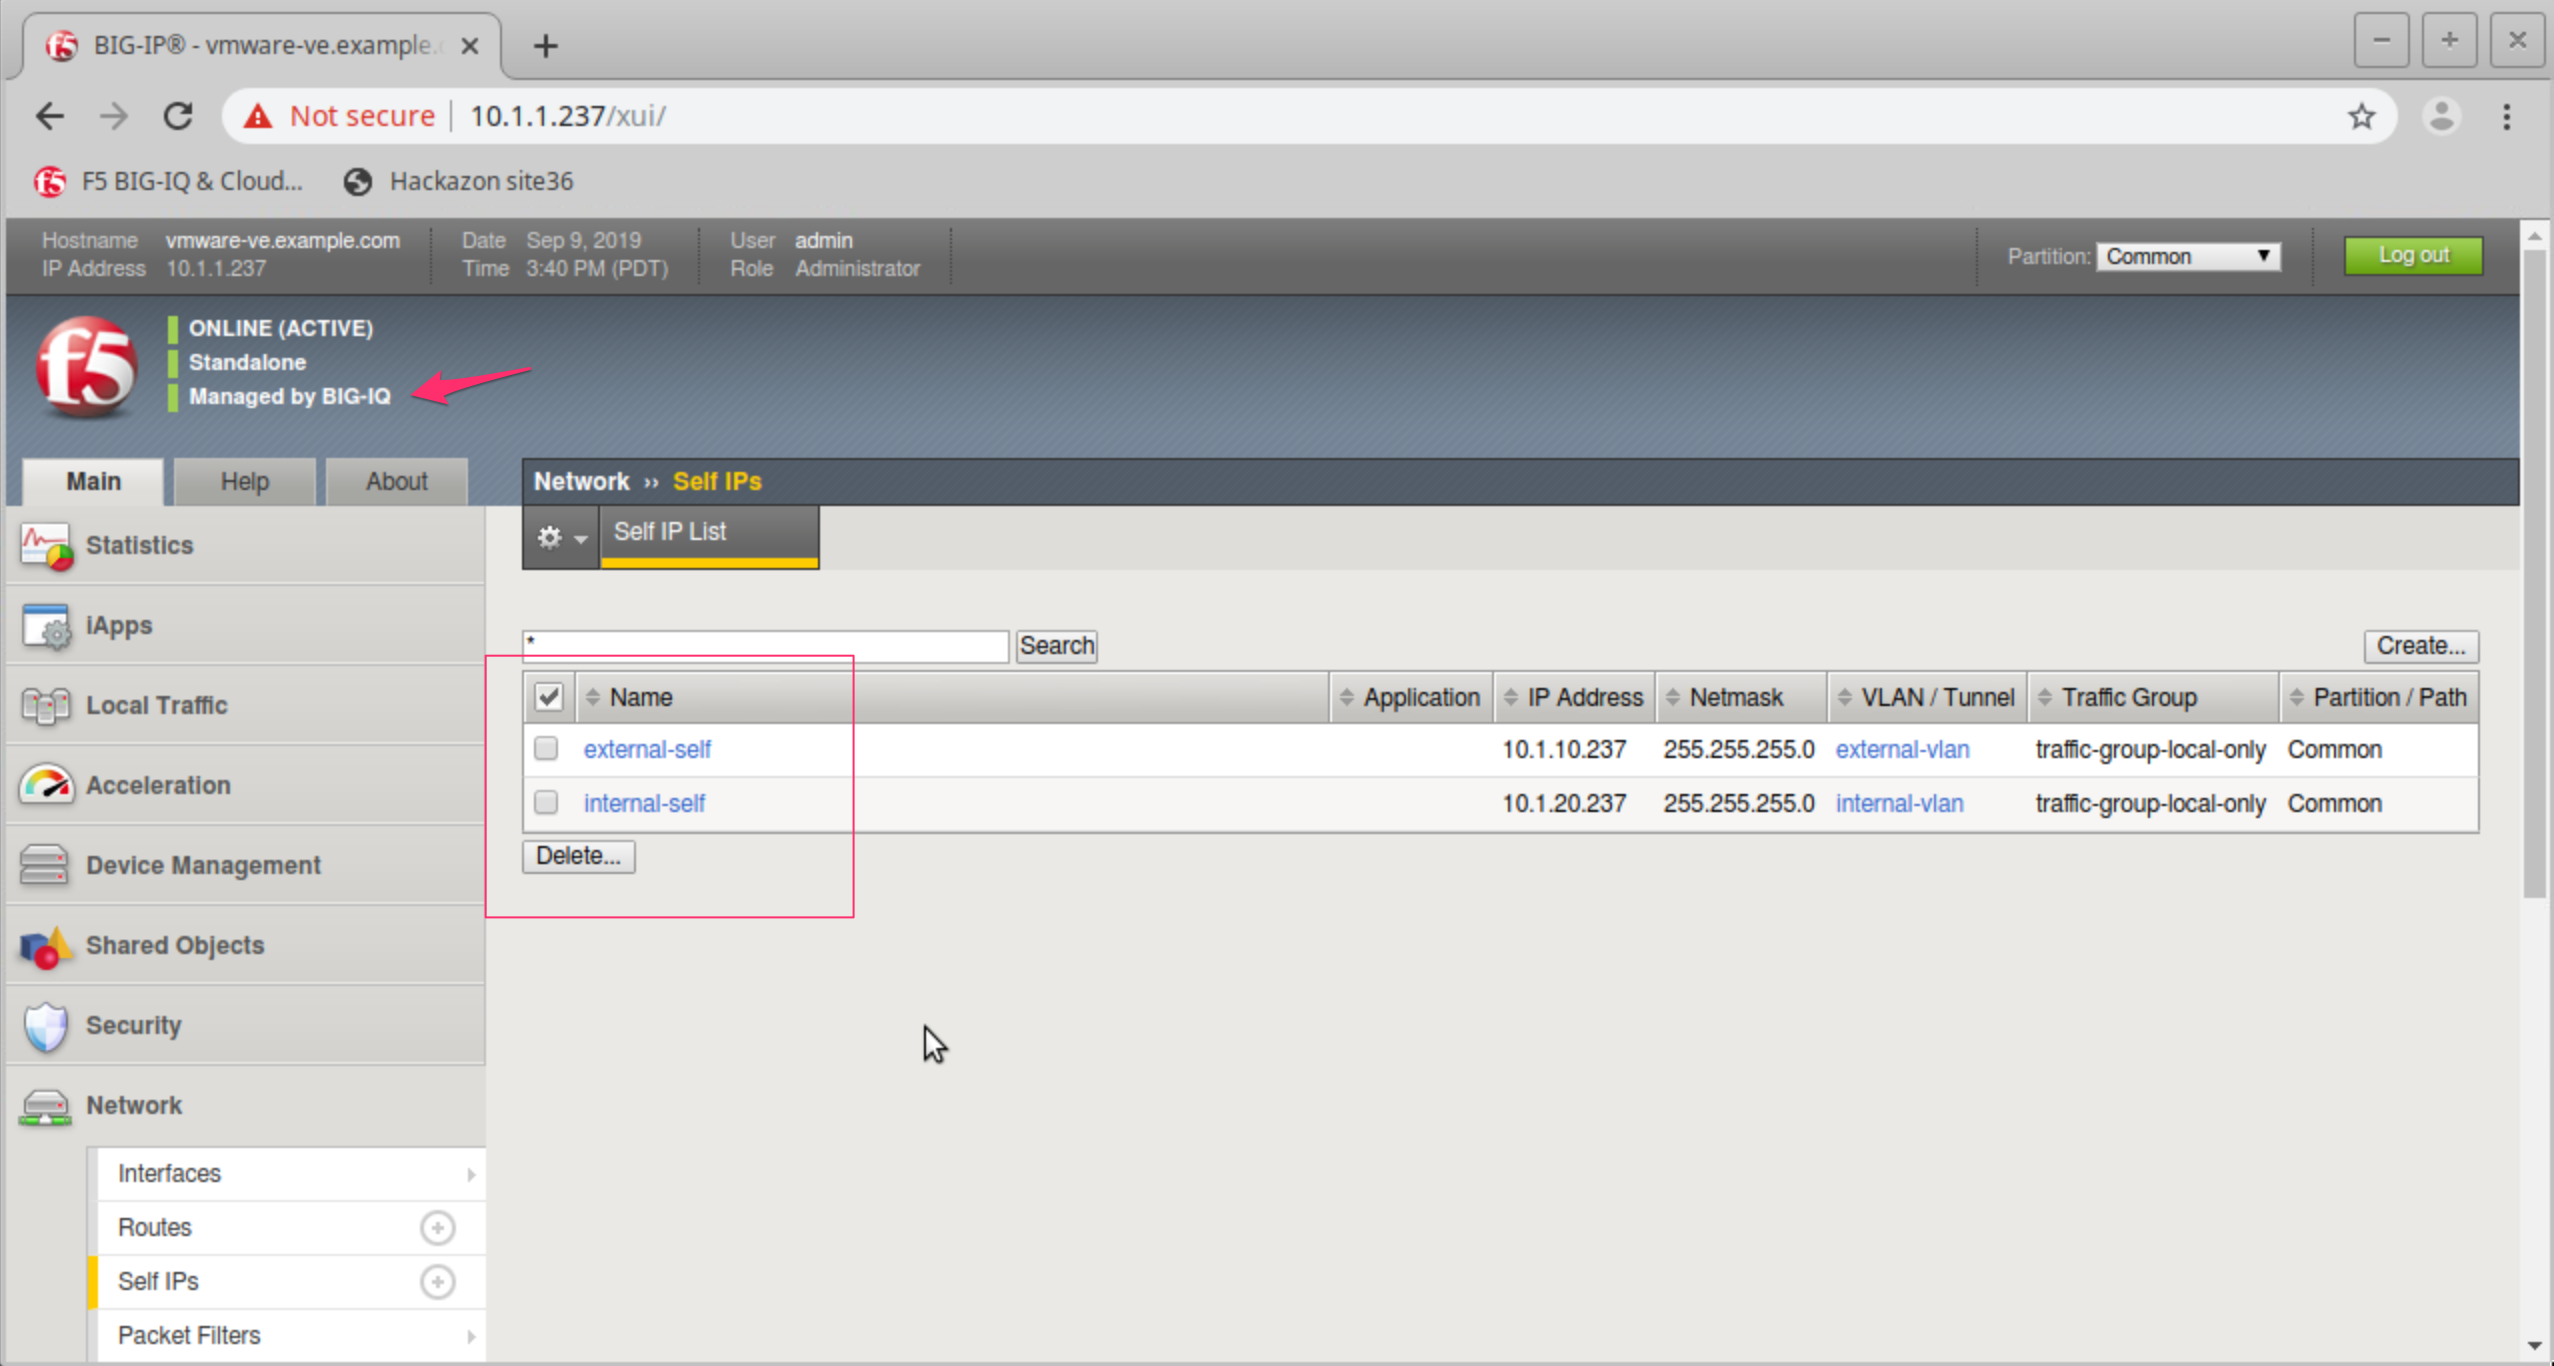 BIG-IP® - vmware-ve.example.
Not secure | 10.1.1.237/xui/
F5 BIG-IQ & Cloud... Hackazon site36
Hostname vmware-ve.example.com Date Sep 9, 2019 User admin
IP Address 10.1.1.237 Time 3:40 PM (PDT) Role Administrator
Partition: Common Log out
f5
ONLINE (ACTIVE)
Standalone
Managed by BIG-IQ
Main Help About
Network ›› Self IPs
Self IP List
* Search Create...
Name Application IP Address Netmask VLAN / Tunnel Traffic Group Partition / Path
external-self 10.1.10.237 255.255.255.0 external-vlan traffic-group-local-only Common
internal-self 10.1.20.237 255.255.255.0 internal-vlan traffic-group-local-only Common
Delete...
Statistics
iApps
Local Traffic
Acceleration
Device Management
Shared Objects
Security
Network
Interfaces
Routes
Self IPs
Packet Filters